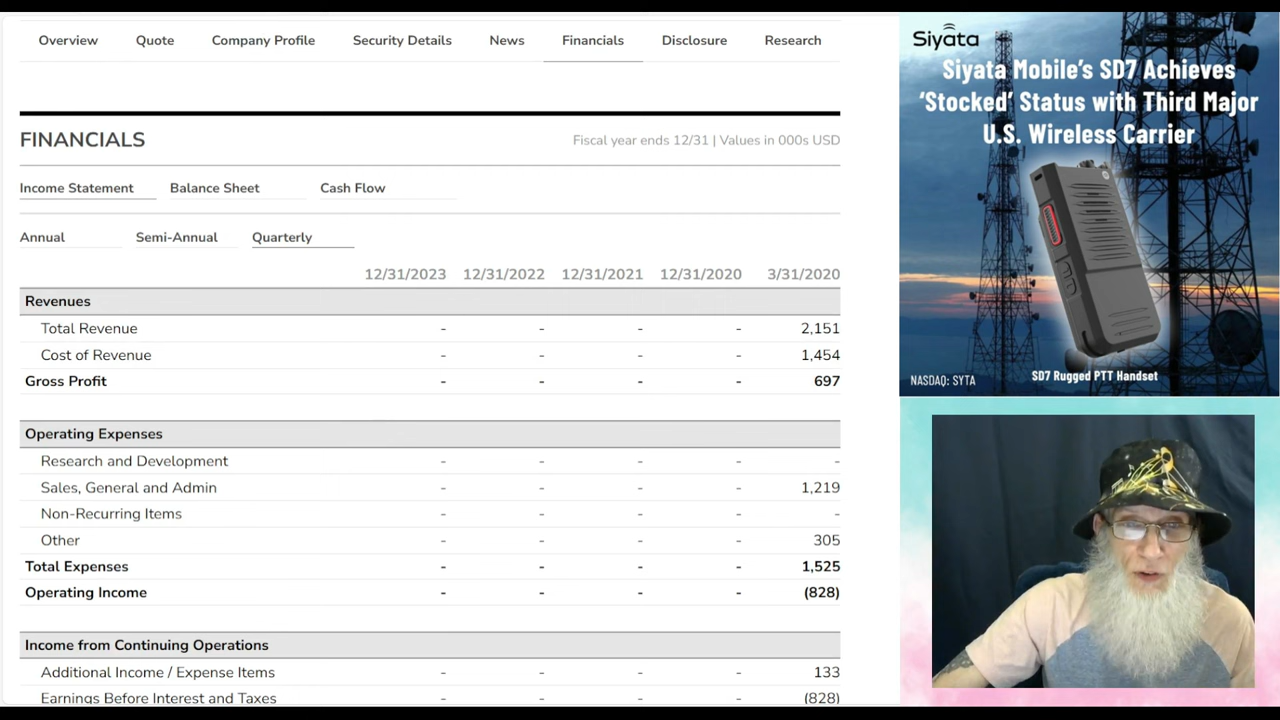 Overview Quote Company Profile Security Details News Financials Disclosure Research
FINANCIALS
Fiscal year ends 12/31 | Values in 000s USD
Income Statement Balance Sheet Cash Flow
Annual Semi-Annual Quarterly
12/31/2023 12/31/2022 12/31/2021 12/31/2020 3/31/2020
Revenues
Total Revenue - - - - 2,151
Cost of Revenue - - - - 1,454
Gross Profit - - - - 697
Operating Expenses
Research and Development - - - - -
Sales, General and Admin - - - - 1,219
Non-Recurring Items - - - - -
Other - - - - 305
Total Expenses - - - - 1,525
Operating Income - - - - (828)
Income from Continuing Operations
Additional Income / Expense Items - - - - 133
Earnings Before Interest and Taxes - - - - (828)
Siyata
Siyata Mobile's SD7 Achieves
‘Stocked’ Status with Third Major
U.S. Wireless Carrier
NASDAQ: SYTA
SD7 Rugged PTT Handset